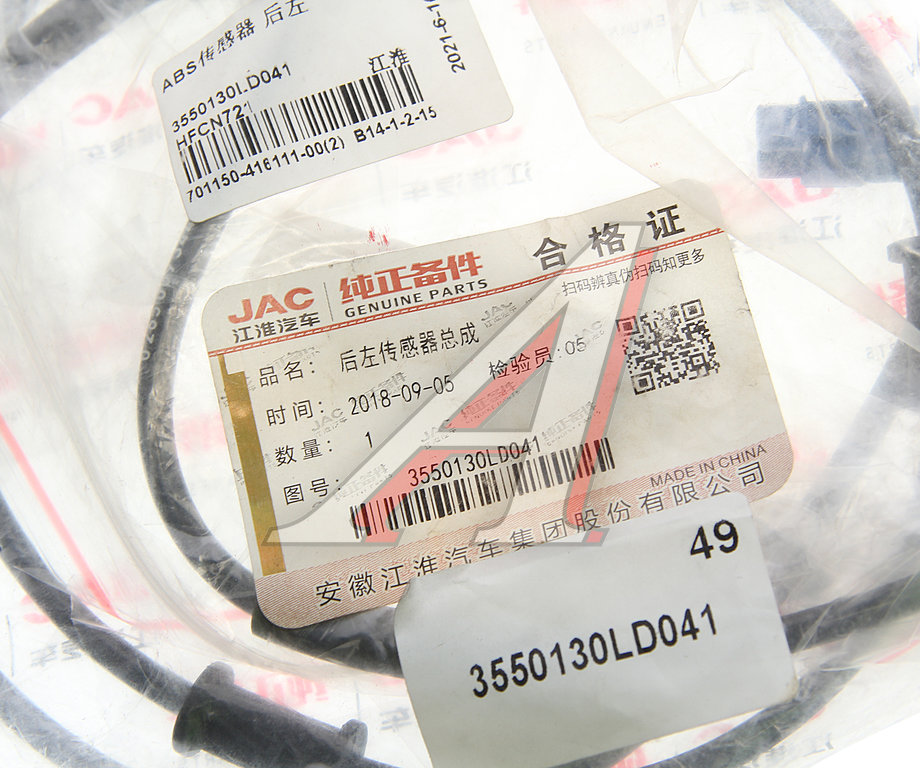 ABS传感器 后左
江淮
2021-6-1
3550130LD041
HFCN721
701150-416111-00(2) B14-1-2-15
JAC
江淮汽车
纯正备件
GENUINE PARTS
合格证
扫码辨真伪扫码知更多
品名: 后左传感器总成
时间: 2018-09-05 检验员:05
数量: 1
图号: 3550130LD041
MADE IN CHINA
安徽江淮汽车集团股份有限公司
49
3550130LD041